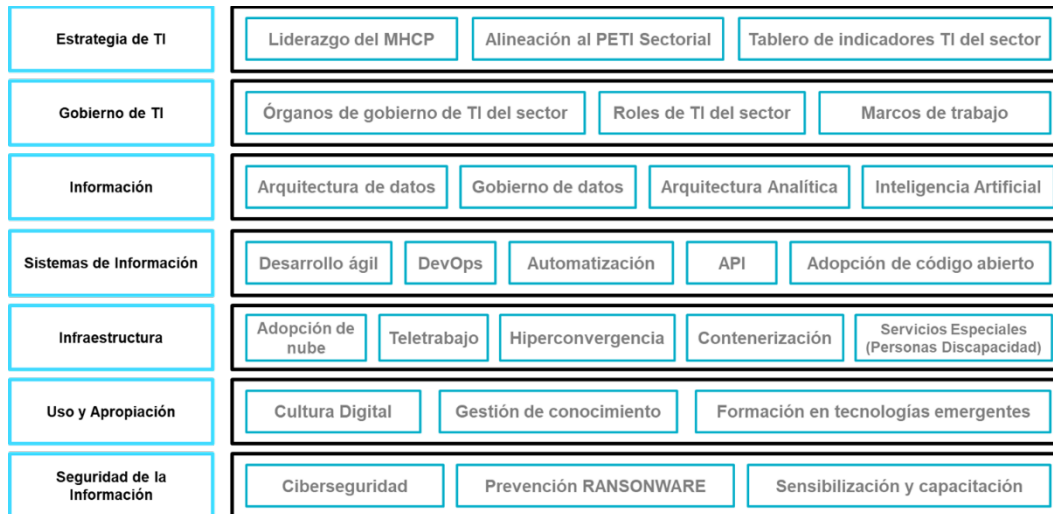 Estrategia de TI
Liderazgo del MHCP
Alineación al PETI Sectorial
Tablero de indicadores TI del sector
Gobierno de TI
Órganos de gobierno de TI del sector
Roles de TI del sector
Marcos de trabajo
Información
Arquitectura de datos
Gobierno de datos
Arquitectura Analítica
Inteligencia Artificial
Sistemas de Información
Desarrollo ágil
DevOps
Automatización
API
Adopción de código abierto
Infraestructura
Adopción de
nube
Teletrabajo
Hiperconvergencia
Contenerización
Servicios Especiales
(Personas Discapacidad)
Uso y Apropiación
Cultura Digital
Gestión de conocimiento
Formación en tecnologías emergentes
Seguridad de la
Información
Ciberseguridad
Prevención RANSONWARE
Sensibilización y capacitación